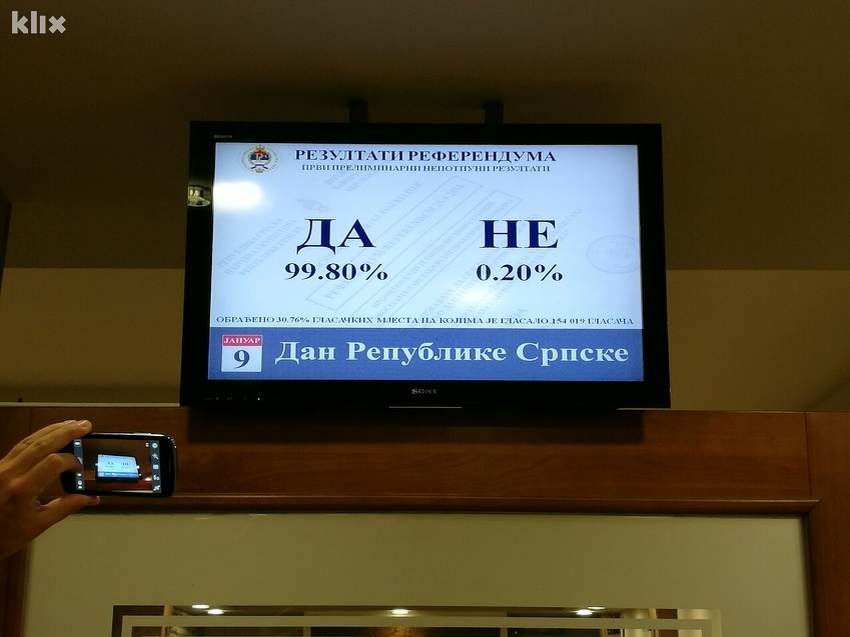 klix
BRAVIA
РЕЗУЛТАТИ РЕФЕРЕНДУМА
ПРВИ ПРЕЛИМИНАРНИ НЕПОТПУНИ РЕЗУЛТАТИ
ДА НЕ
99.80% 0.20%
ОБРАЂЕНО 30.76% ГЛАСАЧКИХ МЈЕСТА НА КОЈИМА ЈЕ ГЛАСАЛО 154 019 ГЛАСАЧА
ЈАНУАР
9
Дан Републике Српске
SONY